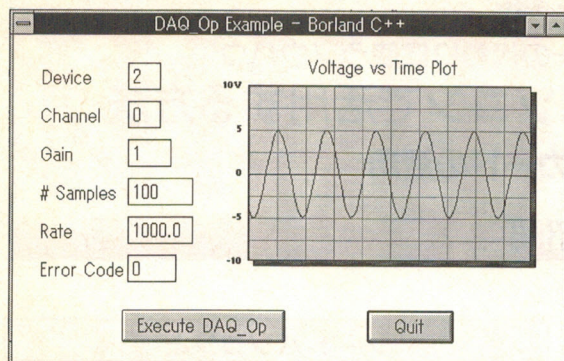 DAQ_Op Example - Borland C++
Device 2
Channel 0
Gain 1
# Samples 100
Rate 1000.0
Error Code 0
Voltage vs Time Plot
10V
5
0
-5
-10
Execute DAQ_Op
Quit